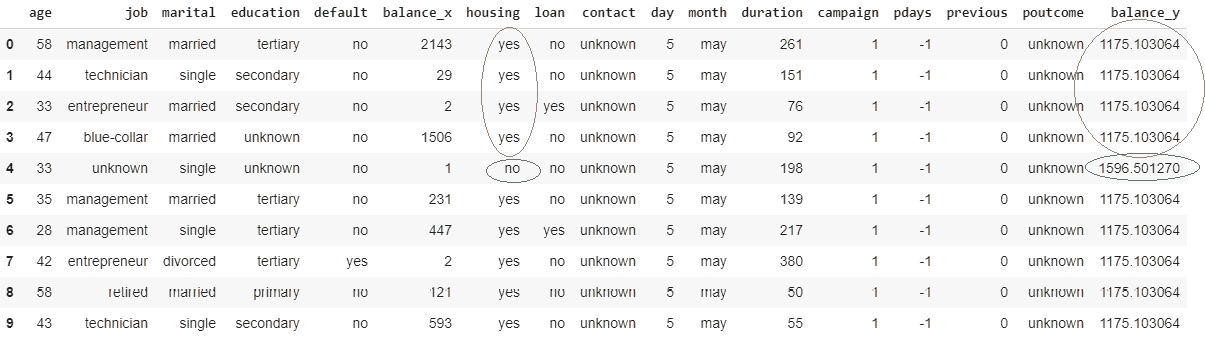 age job marital education default balance_x housing loan contact day month duration campaign pdays previous poutcome balance_y
0 58 management married tertiary no 2143 yes no unknown 5 may 261 1 -1 0 unknown 1175.103064
1 44 technician single secondary no 29 yes no unknown 5 may 151 1 -1 0 unknown 1175.103064
2 33 entrepreneur married secondary no 2 yes yes unknown 5 may 76 1 -1 0 unknown 1175.103064
3 47 blue-collar married unknown no 1506 yes no unknown 5 may 92 1 -1 0 unknown 1175.103064
4 33 unknown single unknown no 1 no no unknown 5 may 198 1 -1 0 unknown 1596.501270
5 35 management married tertiary no 231 yes no unknown 5 may 139 1 -1 0 unknown 1175.103064
6 28 management single tertiary no 447 yes yes unknown 5 may 217 1 -1 0 unknown 1175.103064
7 42 entrepreneur divorced tertiary yes 2 yes no unknown 5 may 380 1 -1 0 unknown 1175.103064
8 58 retired married primary no 121 yes no unknown 5 may 50 1 -1 0 unknown 1175.103064
9 43 technician single secondary no 593 yes no unknown 5 may 55 1 -1 0 unknown 1175.103064